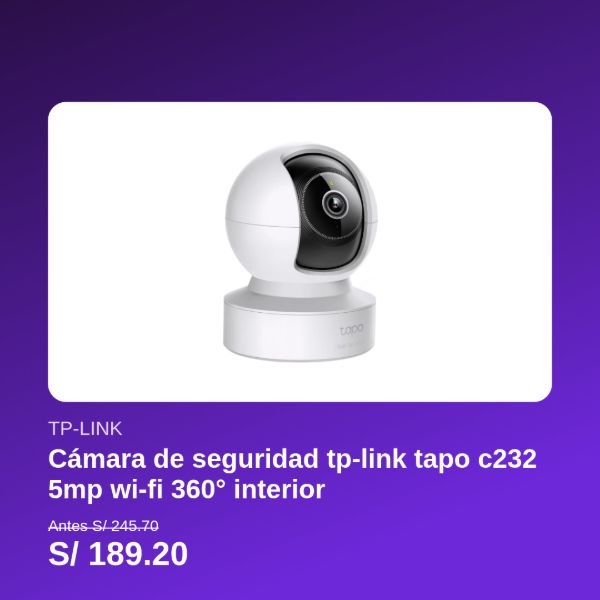 tapo
TP-LINK
Cámara de seguridad tp-link tapo c232
5mp wi-fi 360° interior
Antes S/ 245.70
S/ 189.20